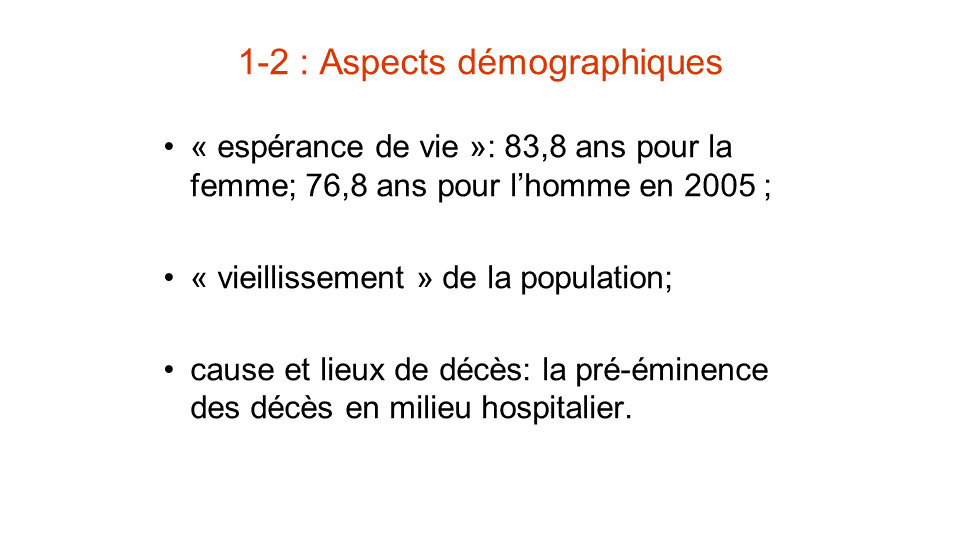 1-2 : Aspects démographiques
• « espérance de vie »: 83,8 ans pour la
femme; 76,8 ans pour l’homme en 2005 ;
• « vieillissement » de la population;
• cause et lieux de décès: la pré-éminence
des décès en milieu hospitalier.